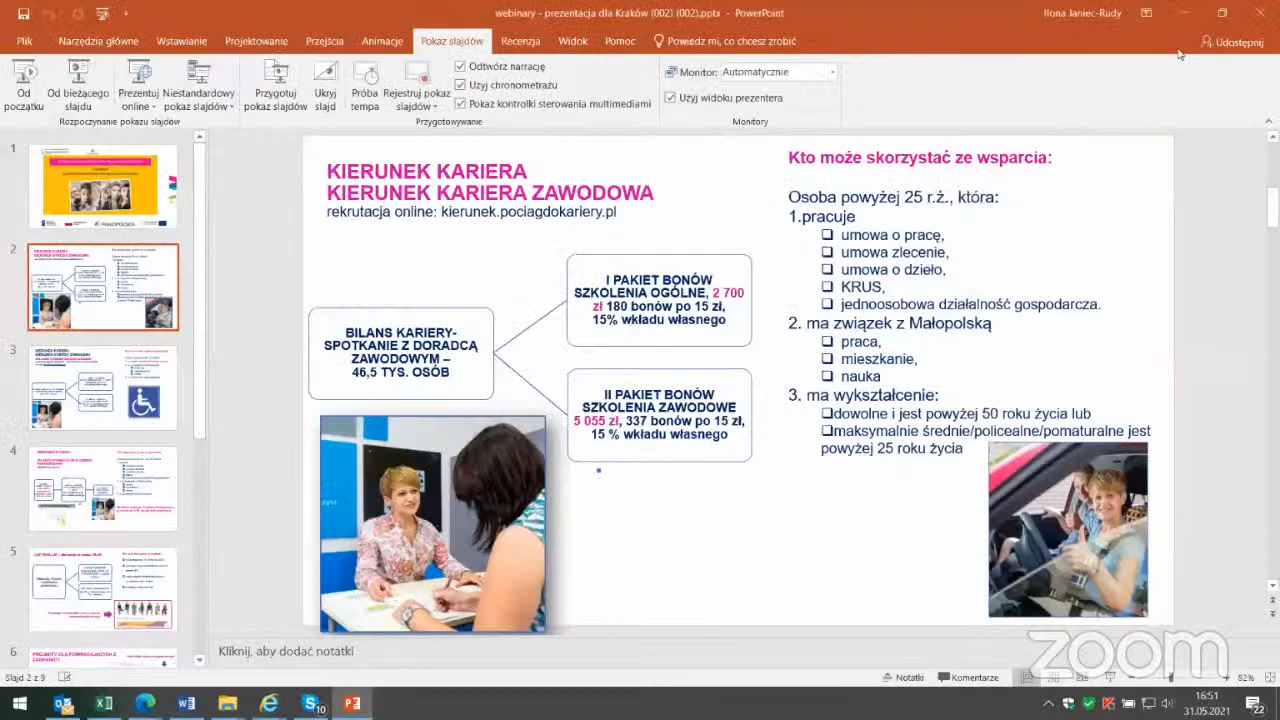 webinary - weekend w Krakowie (002) (002).pptx - PowerPoint
Ilona Janiec-Rudy
Plik Narzędzia główne Wstawianie Projektowanie Przejścia Animacje Pokaz slajdów Recenzja Widok Pomoc Powiedz mi, co chcesz zrobić
Udostępnij
Od początku
Od bieżącego slajdu
Prezentuj online
Niestandardowy pokaz slajdów
Rozpoczynanie pokazu slajdów
Przygotuj pokaz slajdów
Ukryj slajd
Próba tempa
Rejestruj pokaz slajdów
Odtwórz narrację
Użyj chronometrażu
Pokaż kontrolki sterowania multimediami
Przygotowywanie
Monitor: Automatycznie
Użyj widoku prezentera
Monitory
1
2
6
KIERUNEK KARIERA
KIERUNEK KARIERA ZAWODOWA
rekrutacja online: kierunek.pociagdokariery.pl
BILANS KARIERY-
SPOTKANIE Z DORADCA
ZAWODOWYM –
46,5 TYS. OSÓB
I PAKIET BONÓW
SZKOLENIA OGÓLNE, 2 700
zł 180 bonów po 15 zł,
15% wkładu własnego
II PAKIET BONÓW
SZKOLENIA ZAWODOWE
5 055 zł, 337 bonów po 15 zł,
15 % wkładu własnego
Kto może skorzystać ze wsparcia:
Osoba powyżej 25 r.ż., która:
1.pracuje
❑ umowa o pracę,
❑ umowa zlecenie,
❑ umowa o dzieło,
❑ KRUS,
❑ jednoosobowa działalność gospodarcza.
2. ma związek z Małopolską
❑ praca,
❑ mieszkanie,
❑ nauka
3. ma wykształcenie:
❑dowolne i jest powyżej 50 roku życia lub
❑maksymalnie średnie/policealne/pomaturalne jest
powyżej 25 roku życia
Kliknij, aby dodać notatki
zoom
Slajd 2 z 9
Notatki
Komentarze
82%
10
16:51
31.05.2021
22